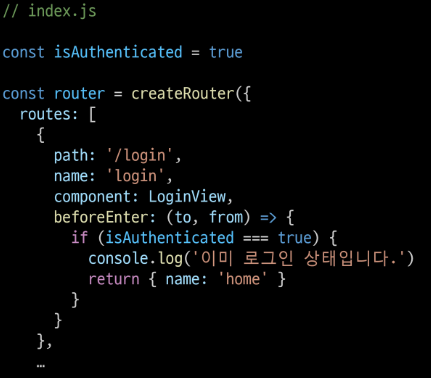 // index.js
const isAuthenticated = true
const router = createRouter({
  routes: [
    {
      path: '/login',
      name: 'login',
      component: LoginView,
      beforeEnter: (to, from) => {
        if (isAuthenticated === true) {
          console.log('이미 로그인 상태입니다.')
          return { name: 'home' }
        }
      }
    },
    …